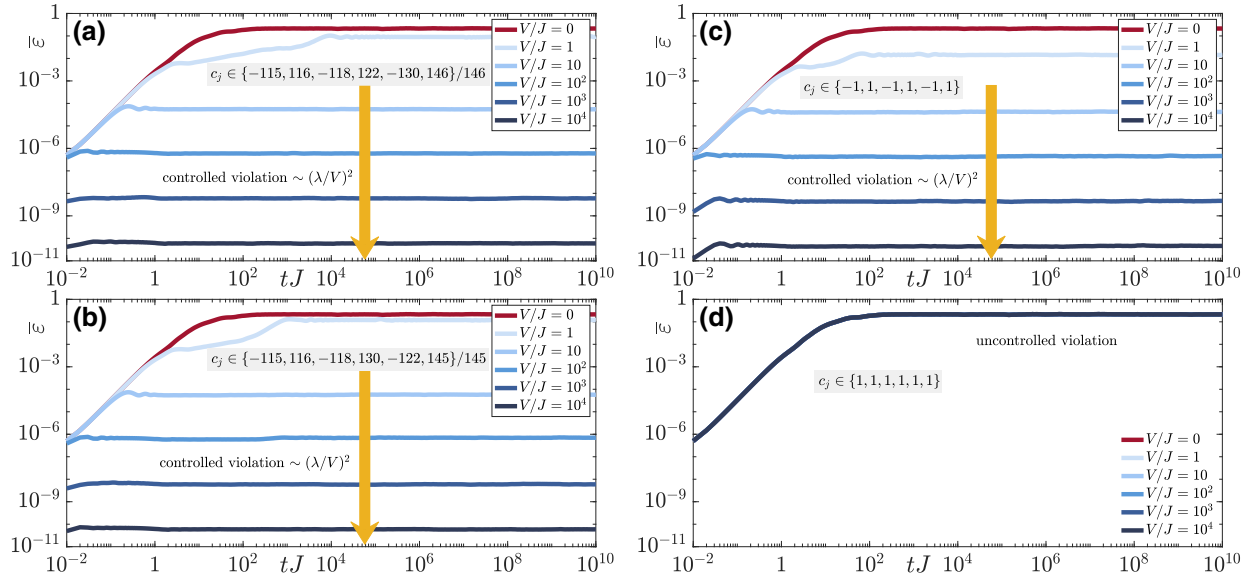 (a)
ε̅
1
10⁻³
10⁻⁶
10⁻⁹
10⁻¹¹
c_j ∈ {−115, 116, −118, 122, −130, 146}/146
controlled violation ∼ (λ/V)²
V/J = 0
V/J = 1
V/J = 10
V/J = 10²
V/J = 10³
V/J = 10⁴
10⁻² 1 tJ 10² 10⁴ 10⁶ 10⁸ 10¹⁰
(c)
ε̅
1
10⁻³
10⁻⁶
10⁻⁹
10⁻¹¹
c_j ∈ {−1, 1, −1, 1, −1, 1}
controlled violation ∼ (λ/V)²
V/J = 0
V/J = 1
V/J = 10
V/J = 10²
V/J = 10³
V/J = 10⁴
10⁻² 1 tJ 10² 10⁴ 10⁶ 10⁸ 10¹⁰
(b)
ε̅
1
10⁻³
10⁻⁶
10⁻⁹
10⁻¹¹
c_j ∈ {−115, 116, −118, 130, −122, 145}/145
controlled violation ∼ (λ/V)²
V/J = 0
V/J = 1
V/J = 10
V/J = 10²
V/J = 10³
V/J = 10⁴
10⁻² 1 tJ 10² 10⁴ 10⁶ 10⁸ 10¹⁰
(d)
ε̅
1
10⁻³
10⁻⁶
10⁻⁹
10⁻¹¹
uncontrolled violation
c_j ∈ {1, 1, 1, 1, 1, 1}
V/J = 0
V/J = 1
V/J = 10
V/J = 10²
V/J = 10³
V/J = 10⁴
10⁻² 1 tJ 10² 10⁴ 10⁶ 10⁸ 10¹⁰